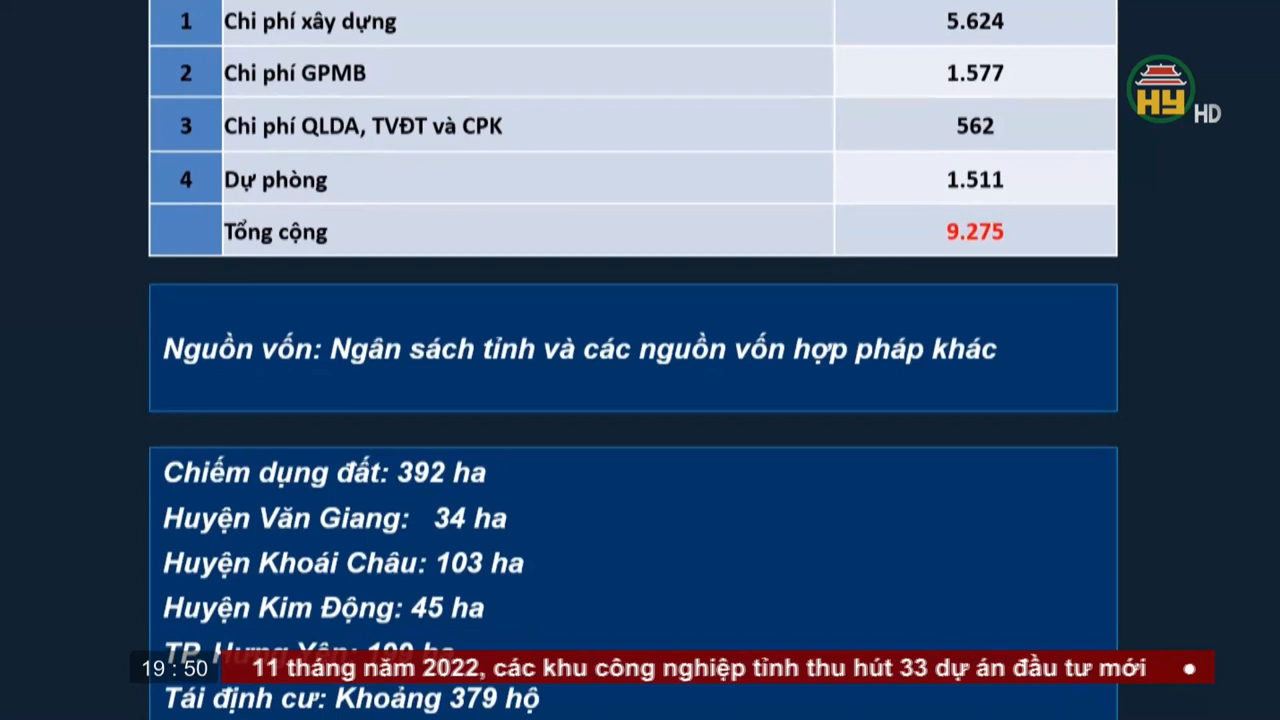 1 Chi phí xây dựng 5.624
2 Chi phí GPMB 1.577
HY HD
3 Chi phí QLDA, TVĐT và CPK 562
4 Dự phòng 1.511
Tổng cộng 9.275
Nguồn vốn: Ngân sách tỉnh và các nguồn vốn hợp pháp khác
Chiếm dụng đất: 392 ha
Huyện Văn Giang: 34 ha
Huyện Khoái Châu: 103 ha
Huyện Kim Động: 45 ha
TP. Hưng Yên: ha
19:50 11 tháng năm 2022, các khu công nghiệp tỉnh thu hút 33 dự án đầu tư mới
Tái định cư: Khoảng 379 hộ